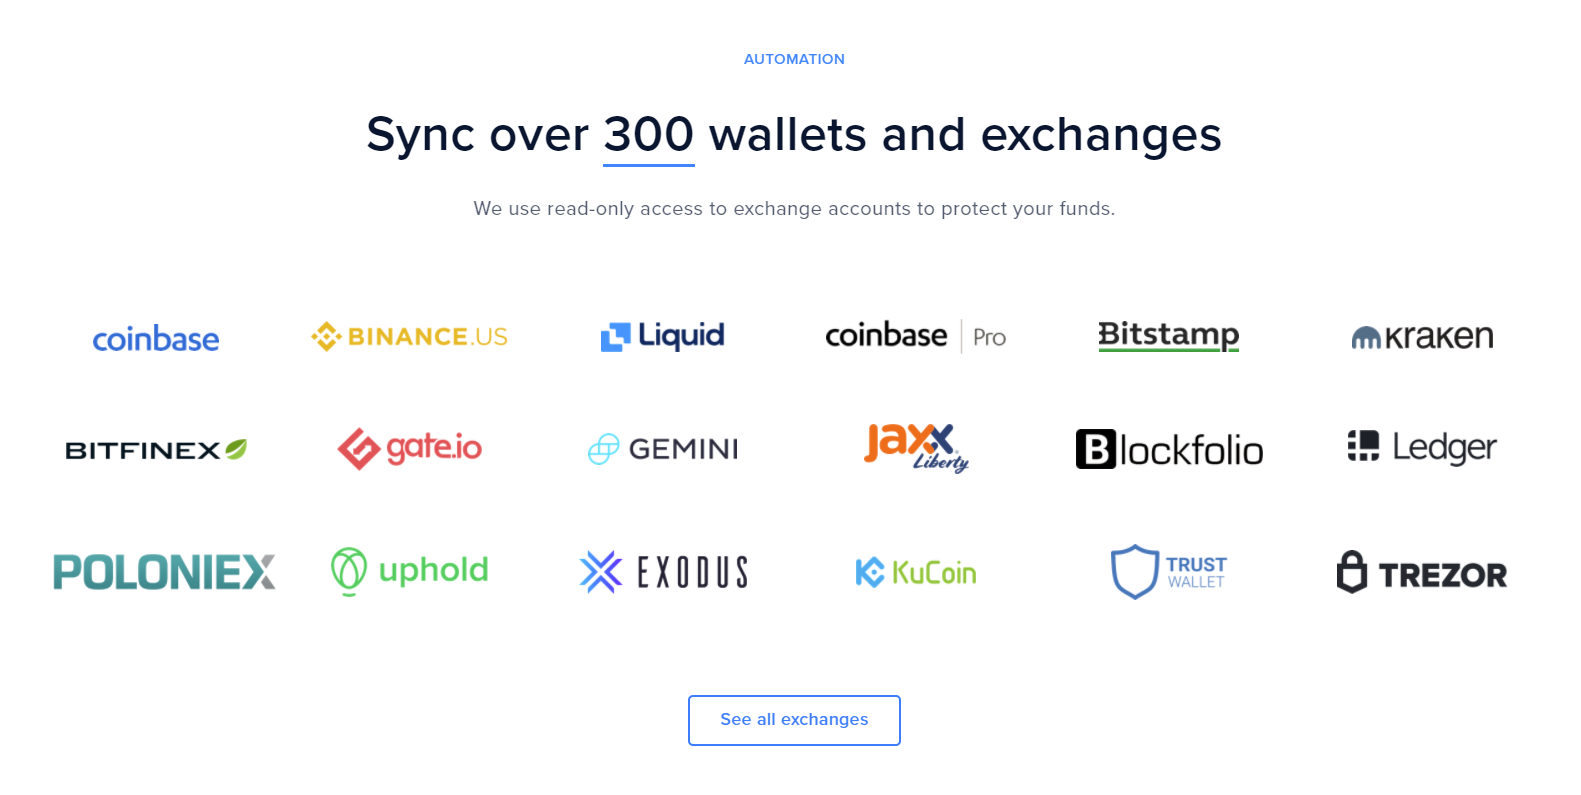 AUTOMATION
Sync over 300 wallets and exchanges
We use read-only access to exchange accounts to protect your funds.
coinbase BINANCE.US Liquid coinbase Pro Bitstamp kraken
BITFINEX gate.io GEMINI jaxx Liberty Blockfolio Ledger
POLONIEX uphold EXODUS KuCoin TRUST WALLET TREZOR
See all exchanges